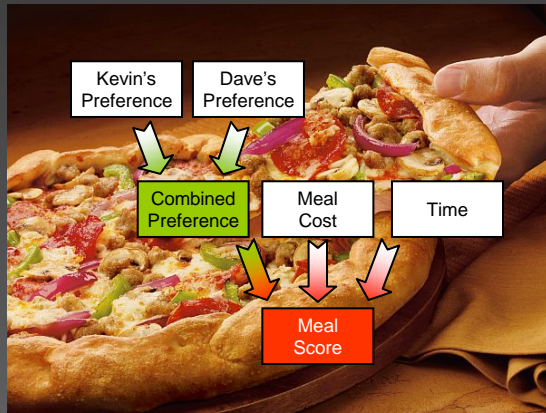 Kevin's
Preference
Dave's
Preference
Combined
Preference
Meal
Cost
Time
Meal
Score